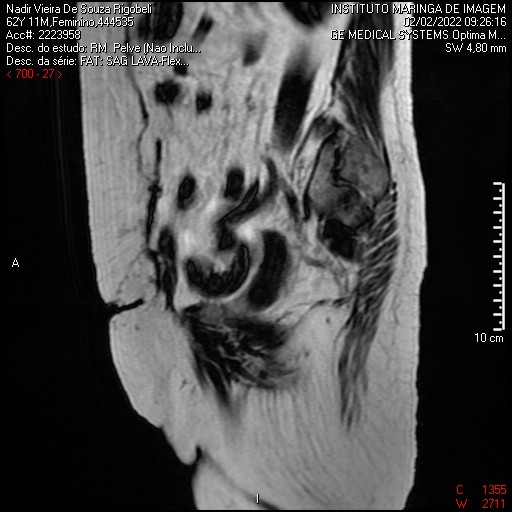 Nadir Vieira De Souza Rigobeli
62Y 11M,Feminino,444535
Acc#: 2223958
Desc. do estudo: RM Pelve (Nao Inclu...
Desc. da série: FAT: SAG LAVA-Flex...
< 700 - 27 >
INSTITUTO MARINGA DE IMAGEM
02/02/2022 09:26:16
GE MEDICAL SYSTEMS Optima M...
SW 4,80 mm
A
10 cm
I
C 1355
W 2711